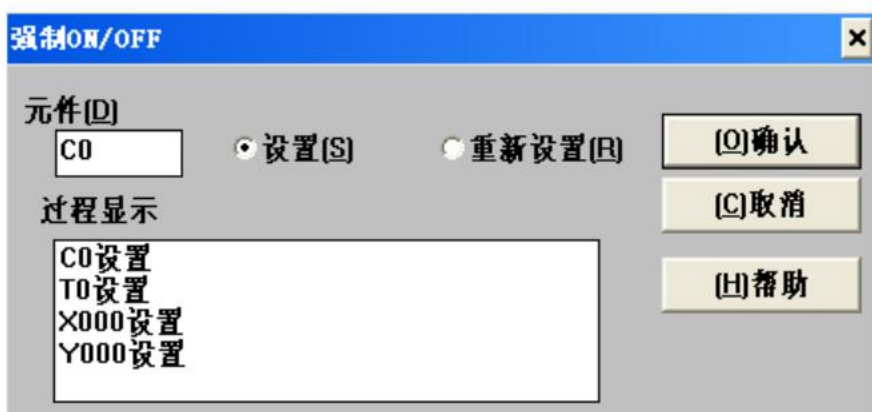 强制ON/OFF
元件(D)
C0 设置(S) 重新设置(R) (O)确认
过程显示 (C)取消
C0设置
T0设置 (H)帮助
X000设置
Y000设置